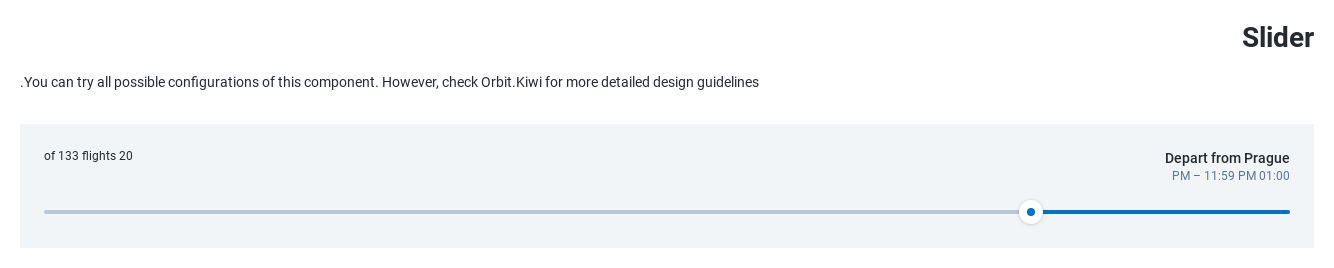 Slider
.You can try all possible configurations of this component. However, check Orbit.Kiwi for more detailed design guidelines
Depart from Prague
of 133 flights 20
PM – 11:59 PM 01:00